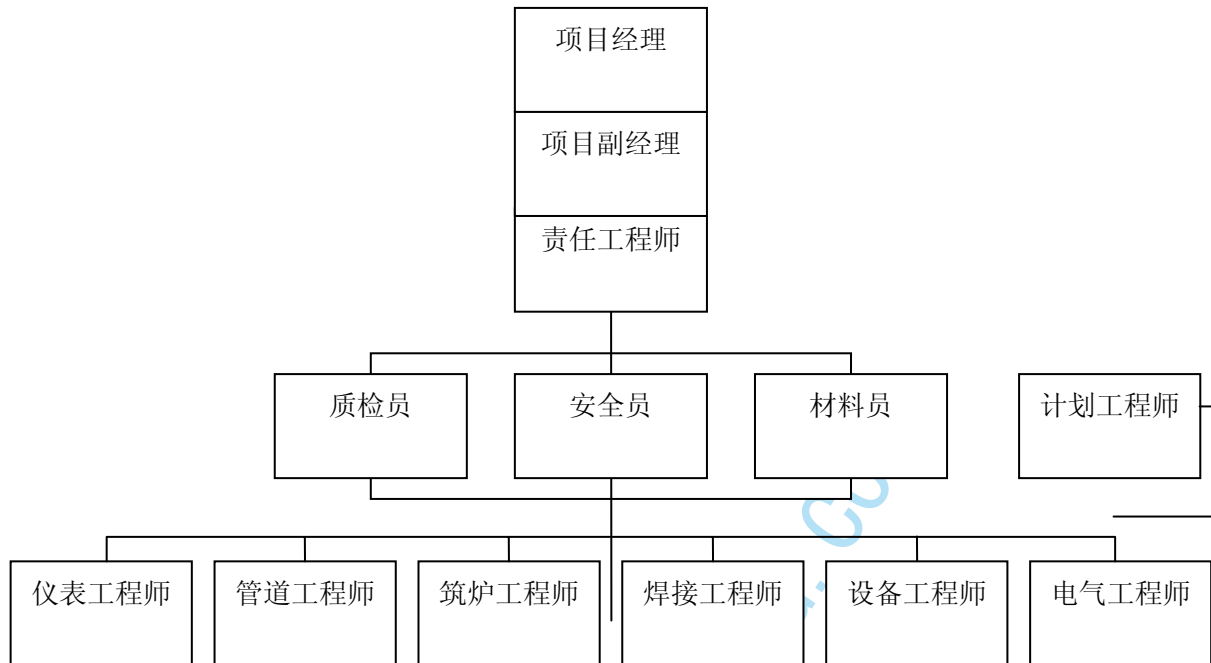 项目经理
项目副经理
责任工程师
质检员
安全员
材料员
计划工程师
仪表工程师
管道工程师
筑炉工程师
焊接工程师
设备工程师
电气工程师